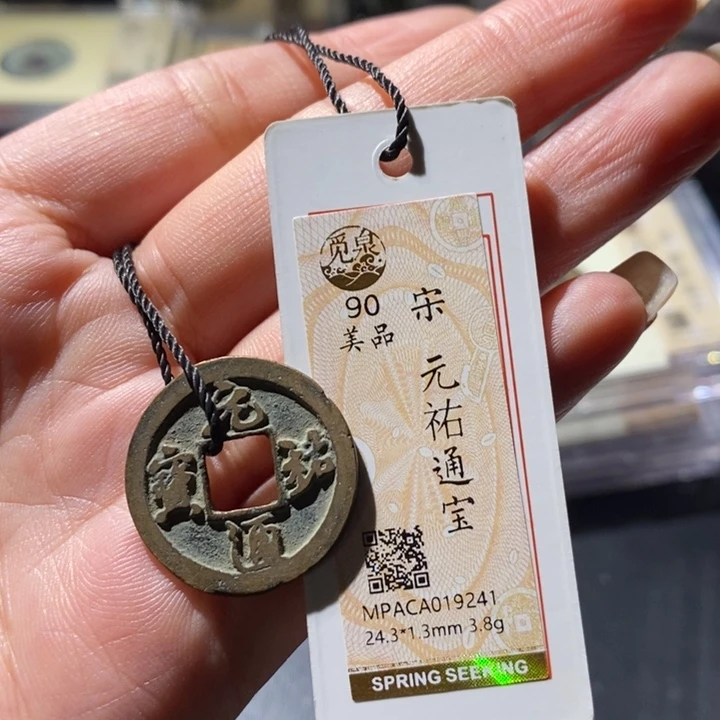 元祐通寳
觅泉
90
美品
宋 元祐通宝
MPACA019241
24.3*1.3mm 3.8g
SPRING SEEKING